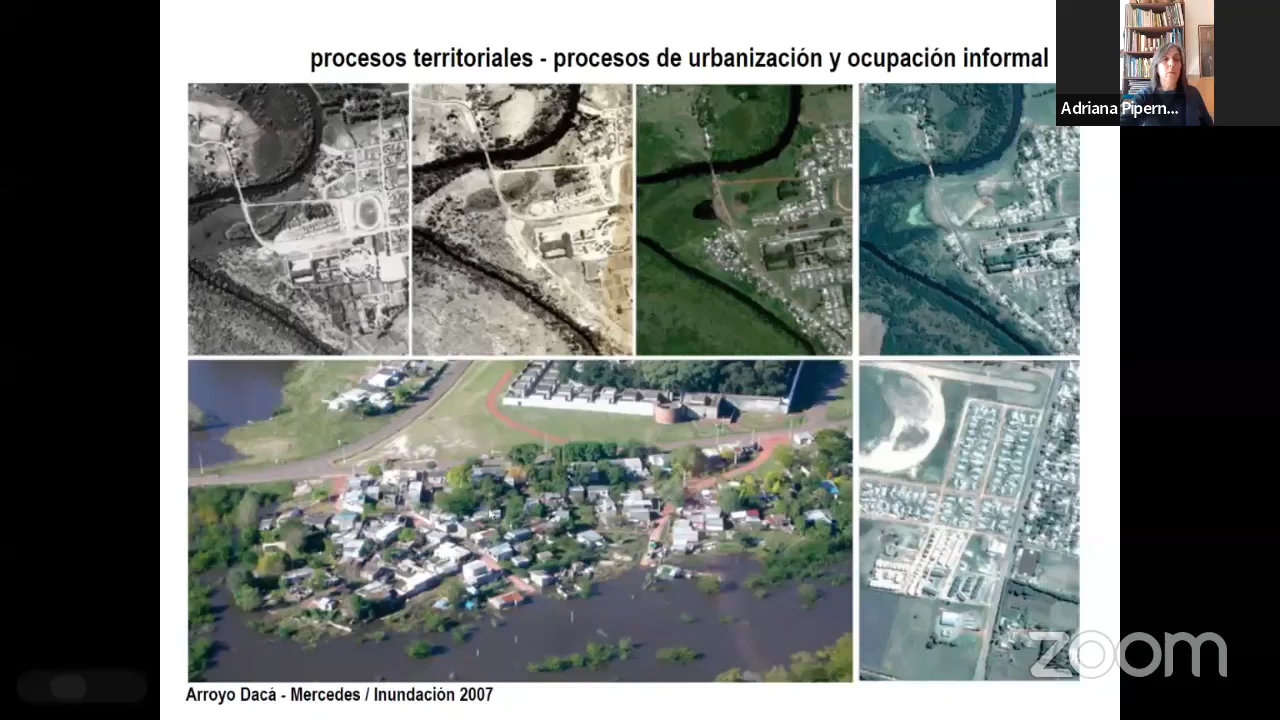 procesos territoriales - procesos de urbanización y ocupación informal
Adriana Pipern...
Arroyo Dacá - Mercedes / Inundación 2007
zoom